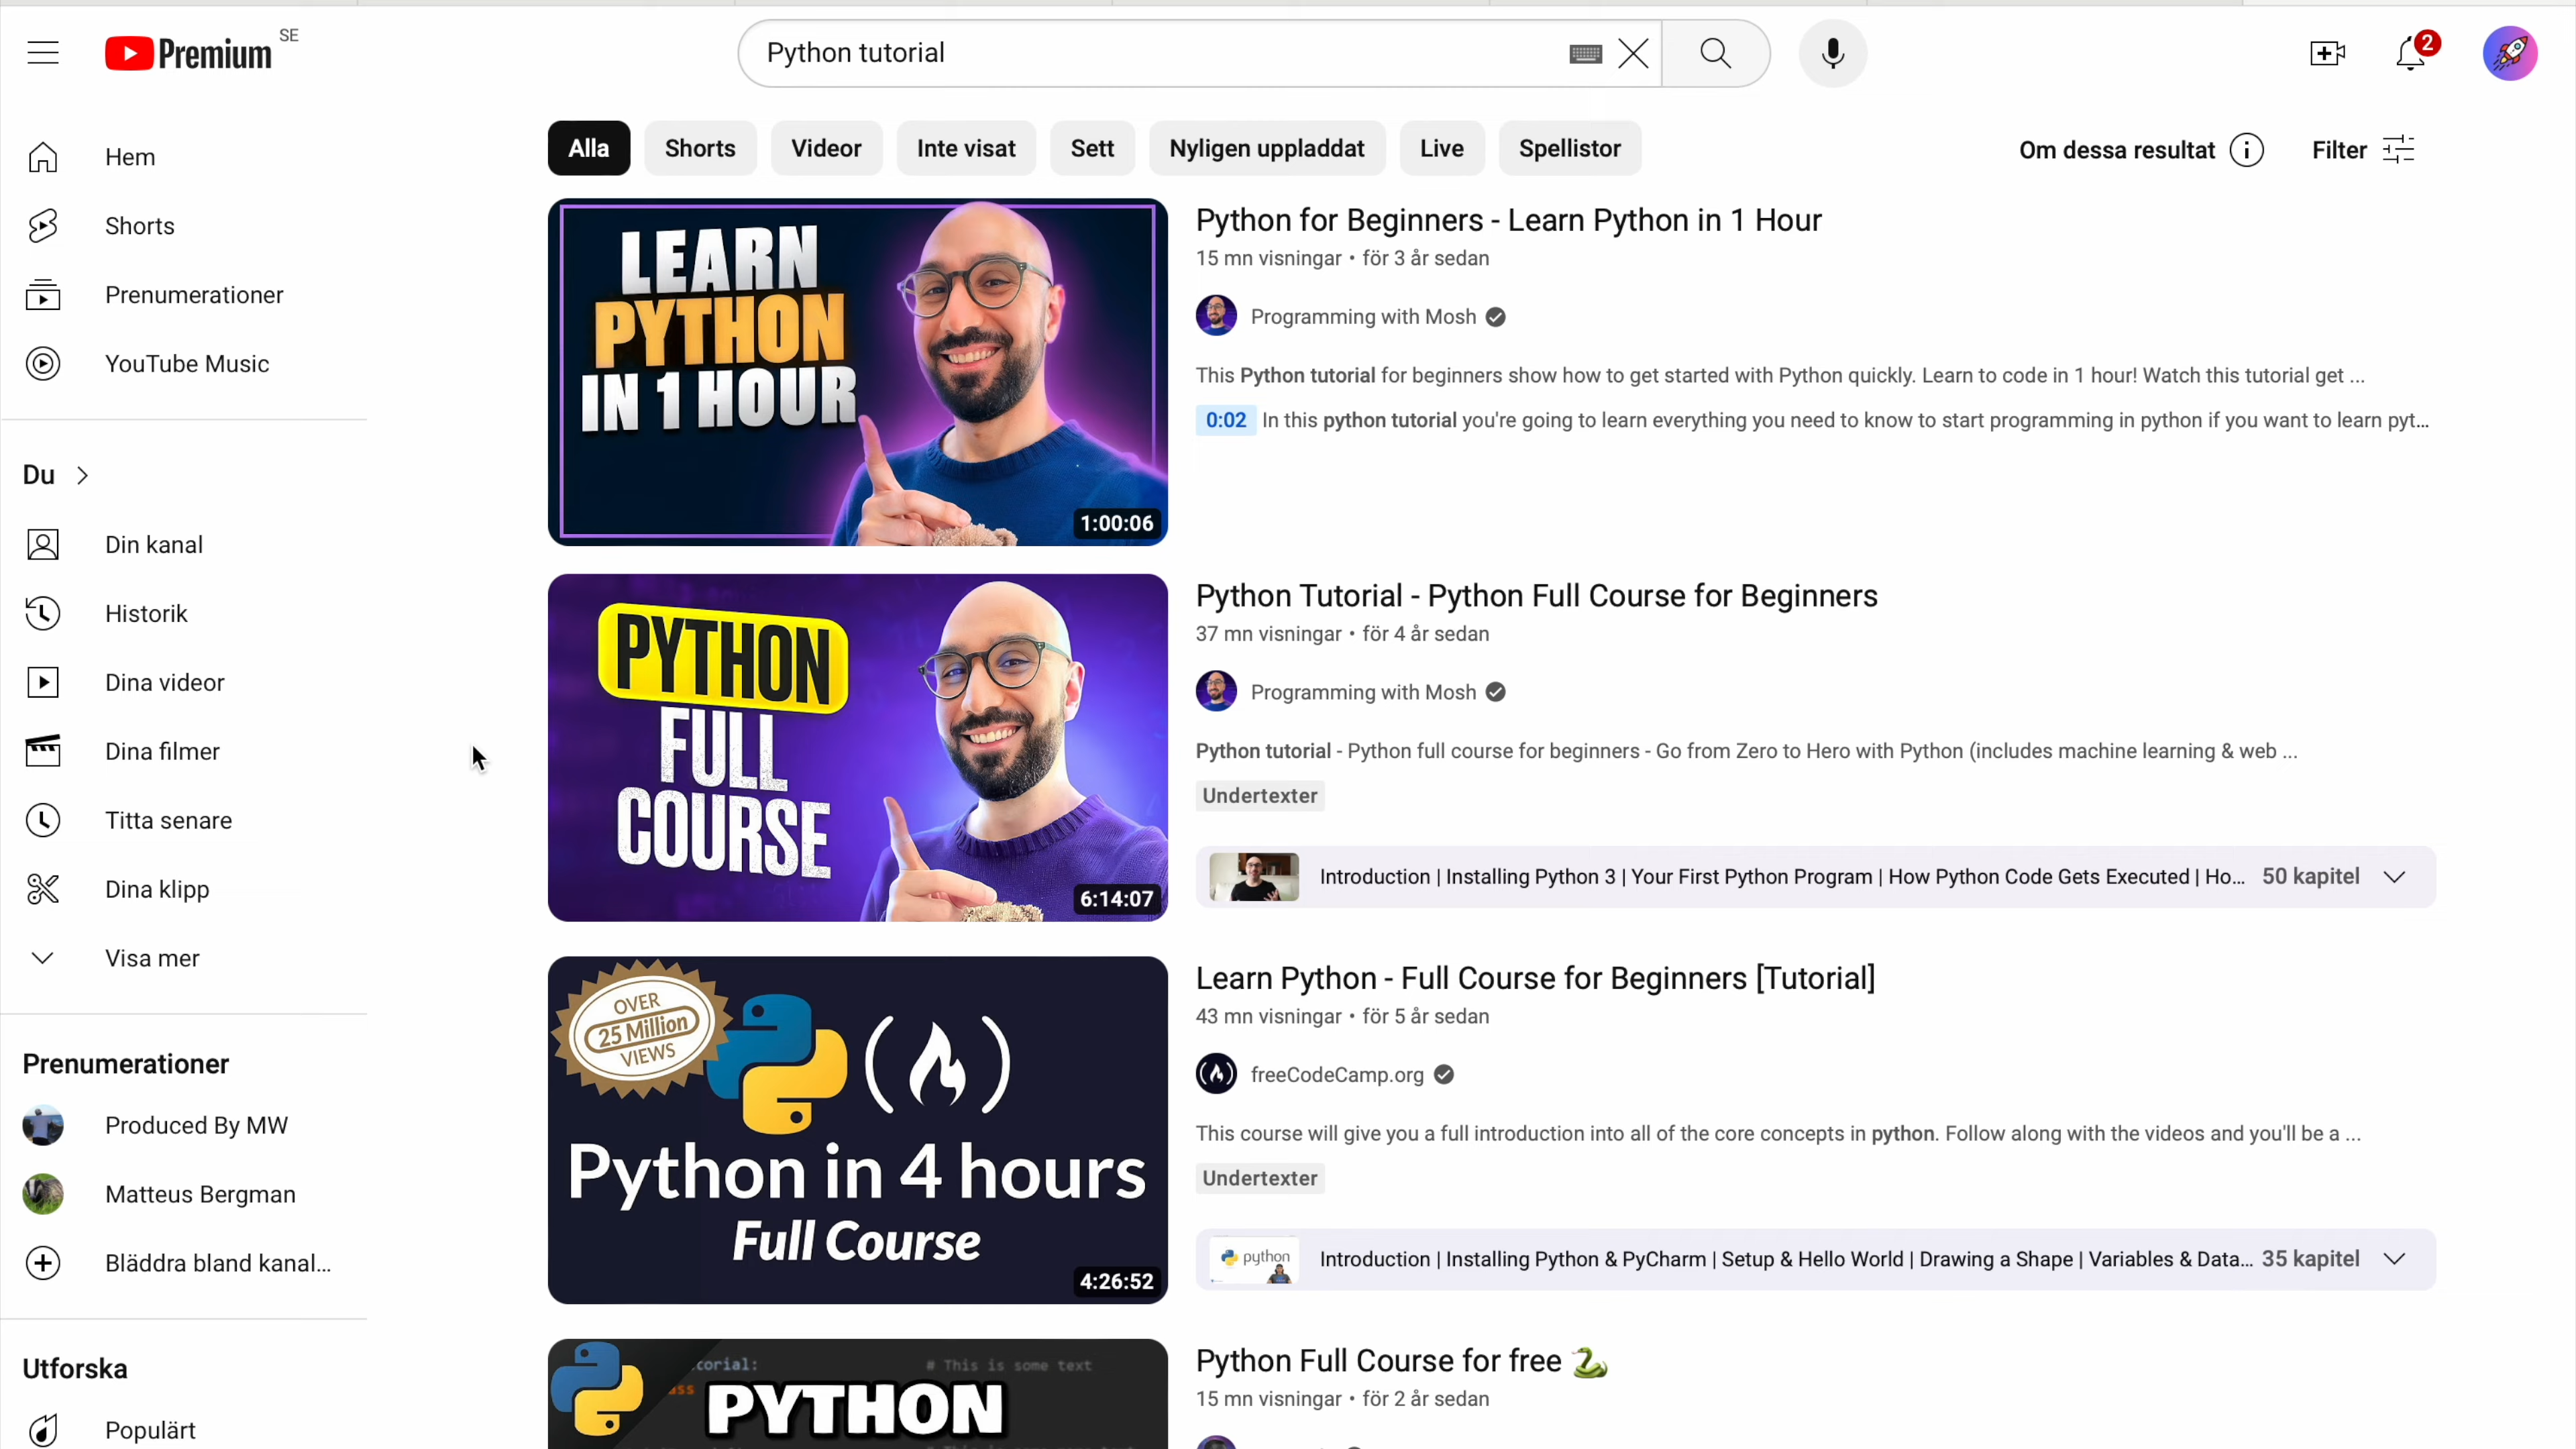 Premium SE
Python tutorial
2
Hem
Shorts
Prenumerationer
YouTube Music
Du
Din kanal
Historik
Dina videor
Dina filmer
Titta senare
Dina klipp
Visa mer
Prenumerationer
Produced By MW
Matteus Bergman
Bläddra bland kanal...
Utforska
Populärt
Alla
Shorts
Videor
Inte visat
Sett
Nyligen uppladdat
Live
Spellistor
Om dessa resultat
Filter
LEARN
PYTHON
IN 1 HOUR
1:00:06
Python for Beginners - Learn Python in 1 Hour
15 mn visningar • för 3 år sedan
Programming with Mosh
This Python tutorial for beginners show how to get started with Python quickly. Learn to code in 1 hour! Watch this tutorial get ...
0:02 In this python tutorial you're going to learn everything you need to know to start programming in python if you want to learn pyt...
PYTHON
FULL
COURSE
6:14:07
Python Tutorial - Python Full Course for Beginners
37 mn visningar • för 4 år sedan
Programming with Mosh
Python tutorial - Python full course for beginners - Go from Zero to Hero with Python (includes machine learning & web ...
Undertexter
Introduction | Installing Python 3 | Your First Python Program | How Python Code Gets Executed | Ho... 50 kapitel
OVER
25 Million
VIEWS
Python in 4 hours
Full Course
4:26:52
Learn Python - Full Course for Beginners [Tutorial]
43 mn visningar • för 5 år sedan
freeCodeCamp.org
This course will give you a full introduction into all of the core concepts in python. Follow along with the videos and you'll be a ...
Undertexter
python
Introduction | Installing Python & PyCharm | Setup & Hello World | Drawing a Shape | Variables & Data... 35 kapitel
torial: # This is some text
PYTHON
Python Full Course for free 🐍
15 mn visningar • för 2 år sedan